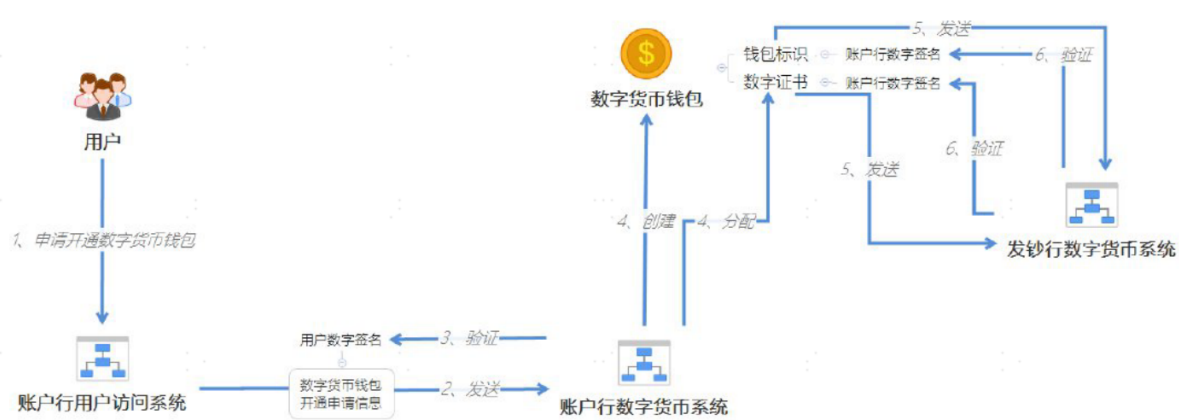 5、发送
钱包标识 账户行数字签名 6、验证
数字证书 账户行数字签名
数字货币钱包
用户
6、验证
5、发送
4、创建 4、分配
1、申请开通数字货币钱包
发钞行数字货币系统
用户数字签名 3、验证
数字货币钱包
开通申请信息
2、发送
账户行用户访问系统
账户行数字货币系统